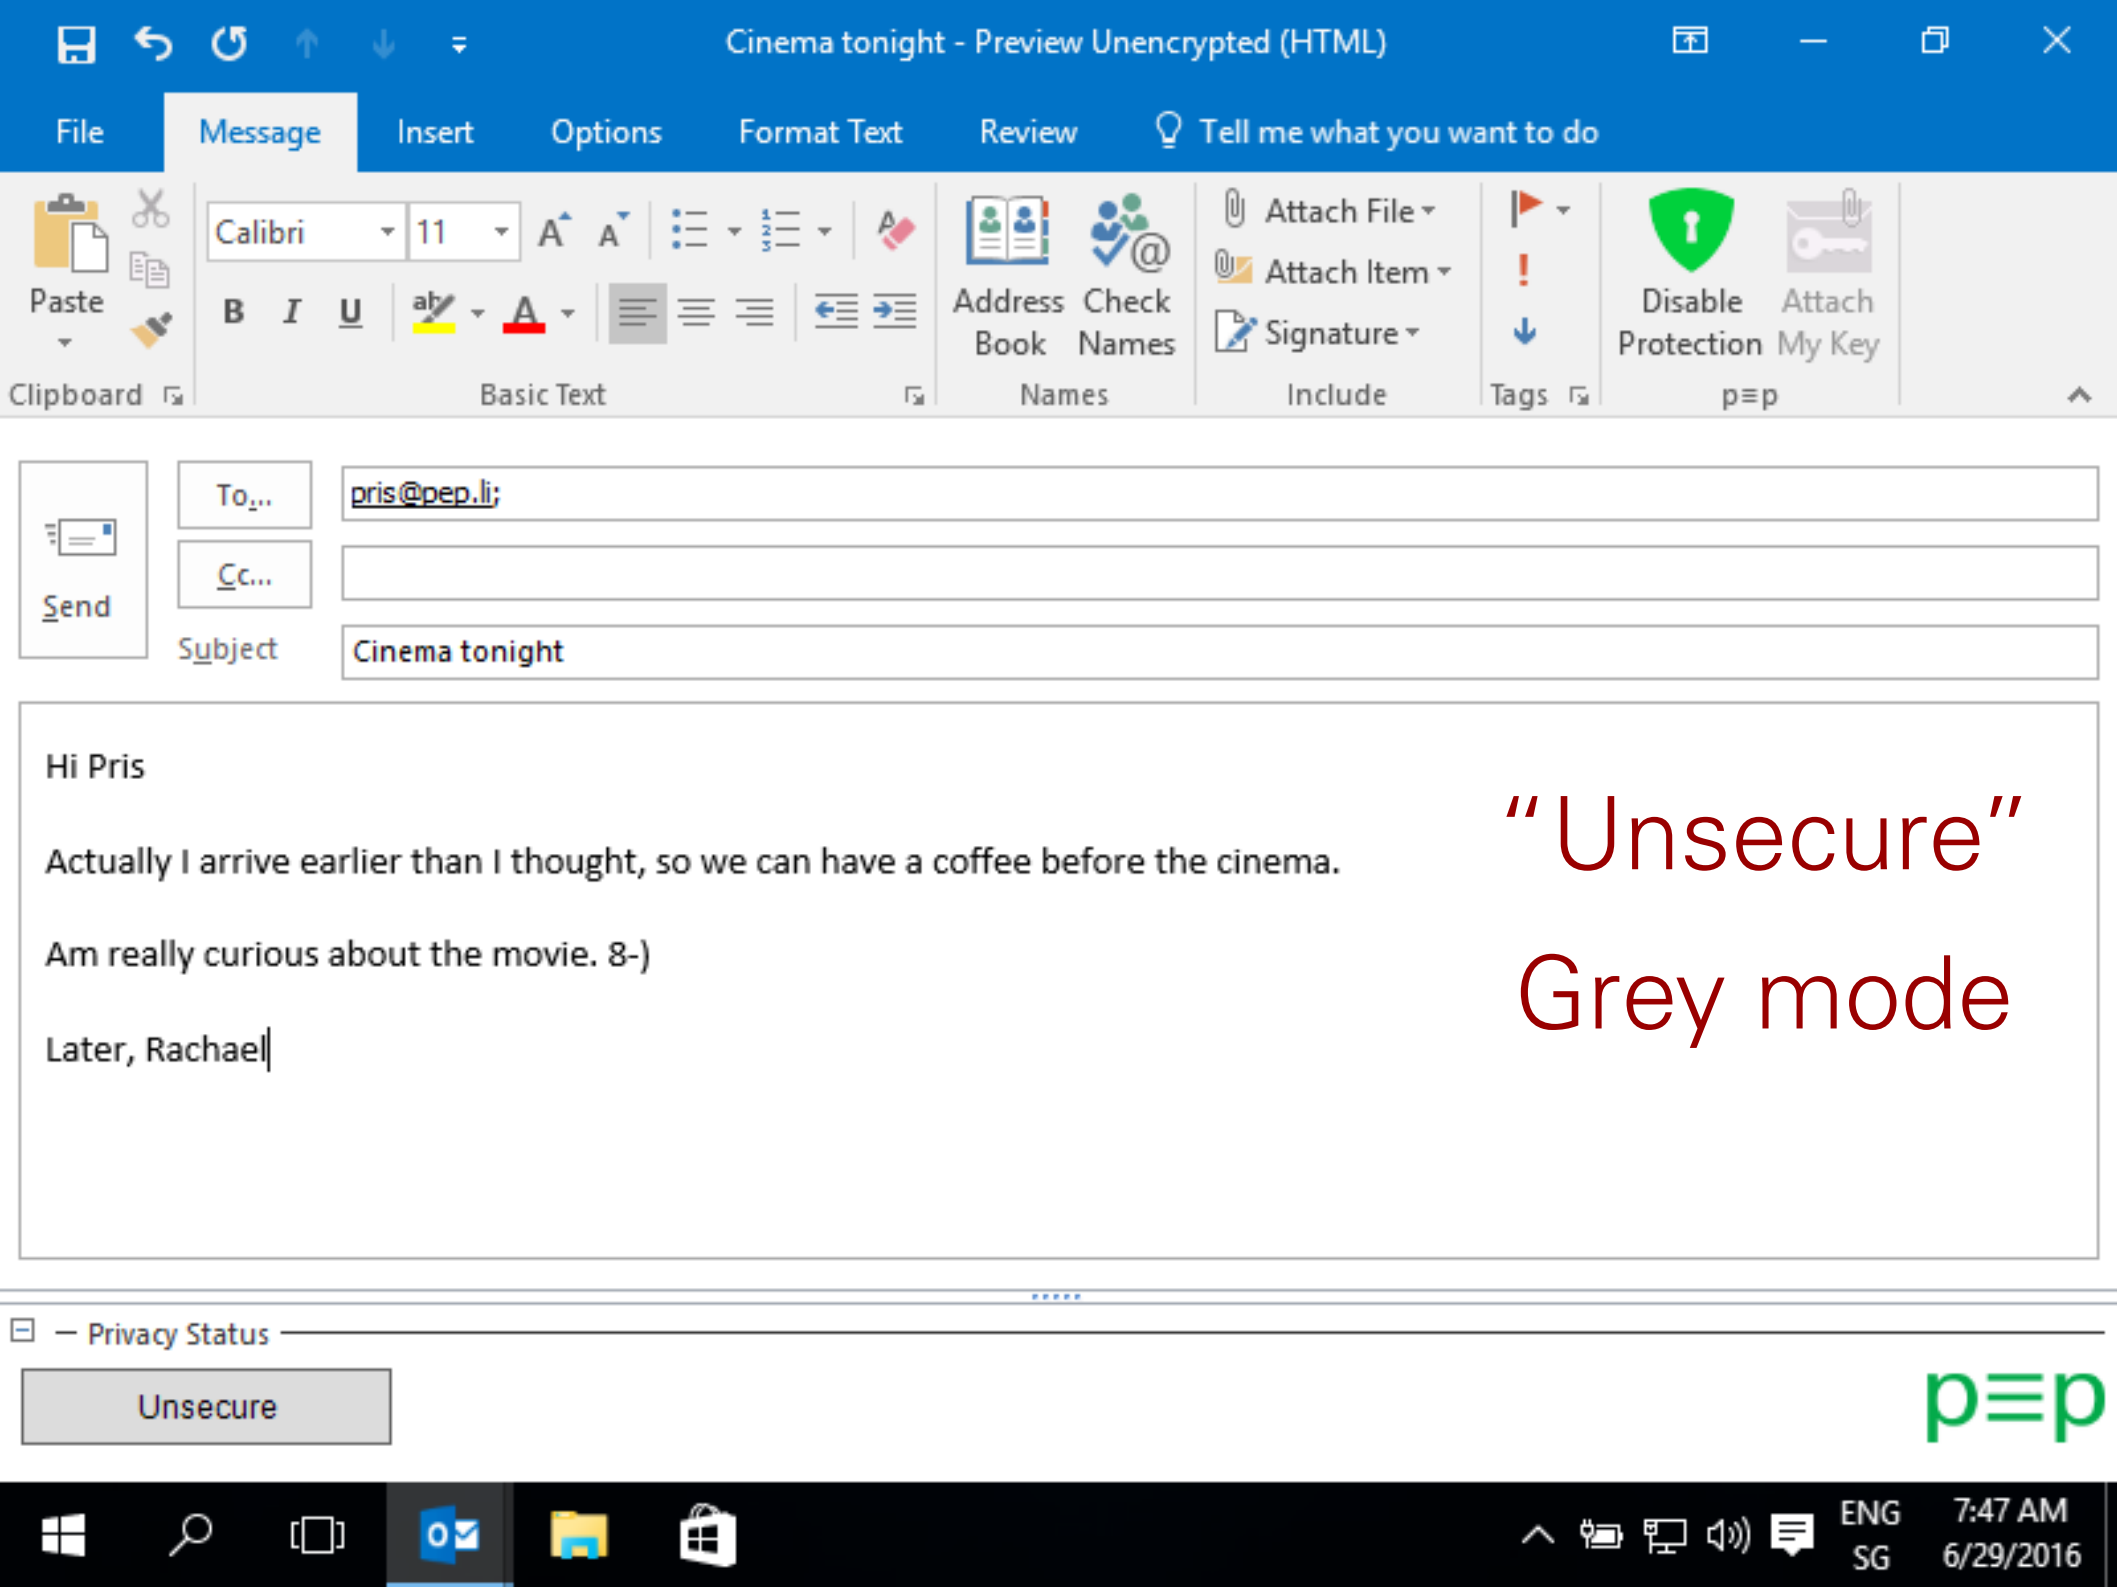 Cinema tonight - Preview Unencrypted (HTML)
File Message Insert Options Format Text Review Tell me what you want to do
Paste
Clipboard
Calibri 11
B I U
Basic Text
Address Book
Check Names
Names
Attach File
Attach Item
Signature
Include
Tags
Disable Protection
Attach My Key
p≡p
Send
To...
pris@pep.li;
Cc...
Subject
Cinema tonight
Hi Pris
Actually I arrive earlier than I thought, so we can have a coffee before the cinema.
Am really curious about the movie. 8-)
Later, Rachael
“Unsecure”
Grey mode
Privacy Status
Unsecure
p≡p
ENG
SG
7:47 AM
6/29/2016